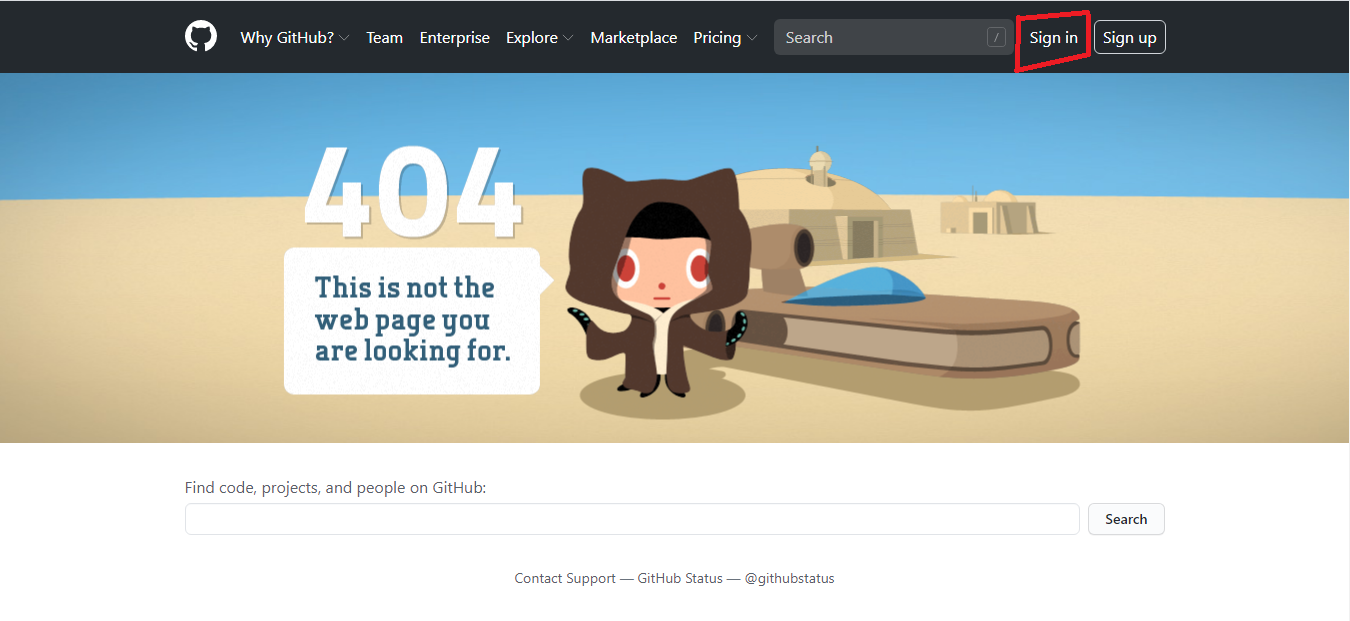 Why GitHub? Team Enterprise Explore Marketplace Pricing Search / Sign in Sign up
404
This is not the
web page you
are looking for.
Find code, projects, and people on GitHub:
Search
Contact Support — GitHub Status — @githubstatus